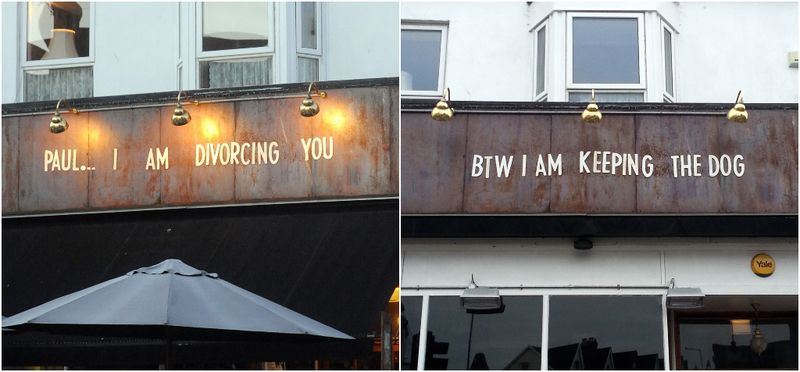 PAUL... I AM DIVORCING YOU
BTW I AM KEEPING THE DOG
Yale